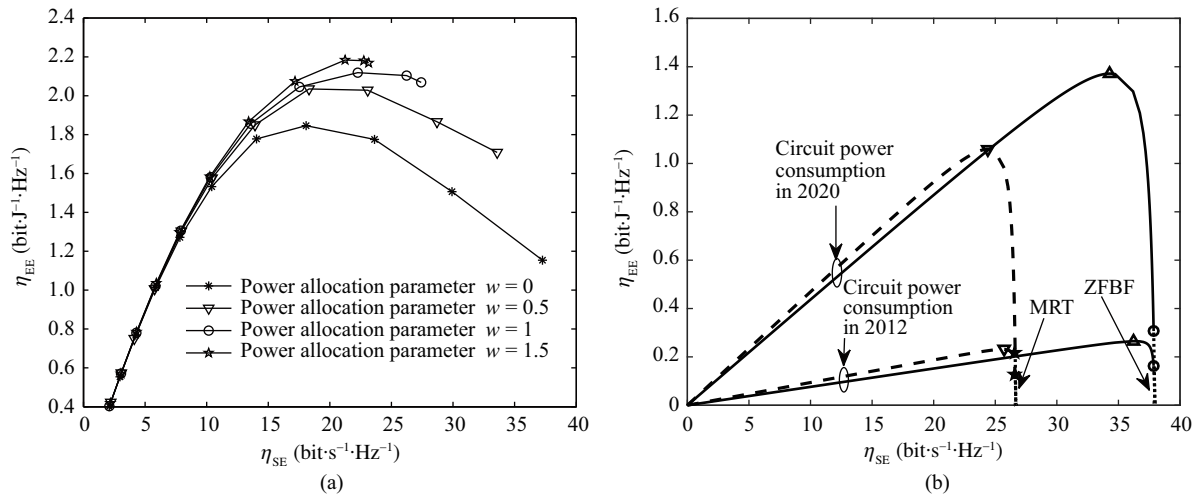 2.4
2.2
2.0
1.8
1.6
1.4
1.2
1.0
0.8
0.6
0.4
η_EE (bit·J⁻¹·Hz⁻¹)
Power allocation parameter w = 0
Power allocation parameter w = 0.5
Power allocation parameter w = 1
Power allocation parameter w = 1.5
0 5 10 15 20 25 30 35 40
η_SE (bit·s⁻¹·Hz⁻¹)
(a)
1.6
1.4
1.2
1.0
0.8
0.6
0.4
0.2
0
η_EE (bit·J⁻¹·Hz⁻¹)
Circuit power
consumption
in 2020
Circuit power
consumption
in 2012
MRT
ZFBF
0 5 10 15 20 25 30 35 40
η_SE (bit·s⁻¹·Hz⁻¹)
(b)